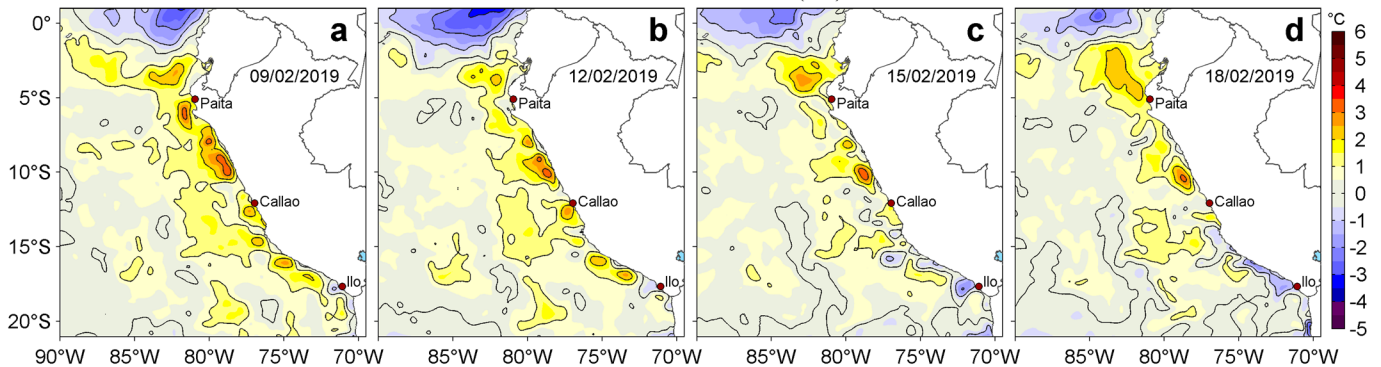 a
b
c
d
°C
09/02/2019
12/02/2019
15/02/2019
18/02/2019
Paita
Paita
Paita
Paita
Callao
Callao
Callao
Callao
Ilo
Ilo
Ilo
Ilo
0°
5°S
10°S
15°S
20°S
90°W 85°W 80°W 75°W 70°W
85°W 80°W 75°W 70°W
85°W 80°W 75°W 70°W
85°W 80°W 75°W 70°W
6
5
4
3
2
1
0
-1
-2
-3
-4
-5